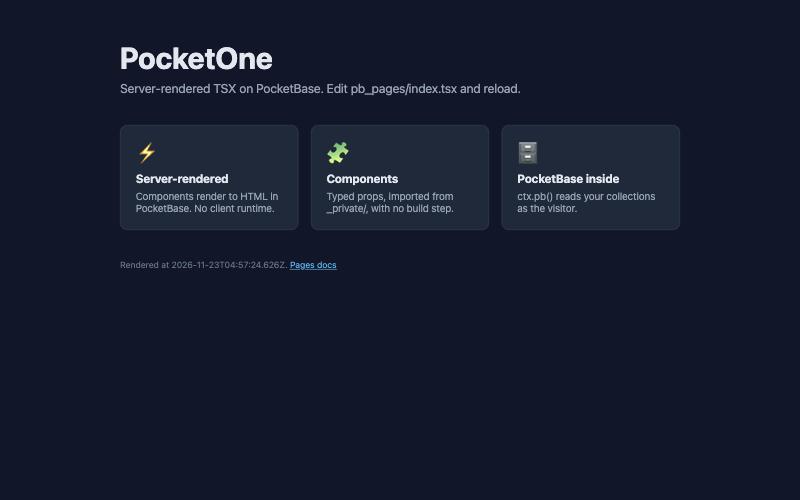 PocketOne
Server-rendered TSX on PocketBase. Edit pb_pages/index.tsx and reload.
Server-rendered
Components render to HTML in
PocketBase. No client runtime.
Components
Typed props, imported from
_private/, with no build step.
PocketBase inside
ctx.pb() reads your collections
as the visitor.
Rendered at 2026-11-23T04:57:24.626Z. Pages docs